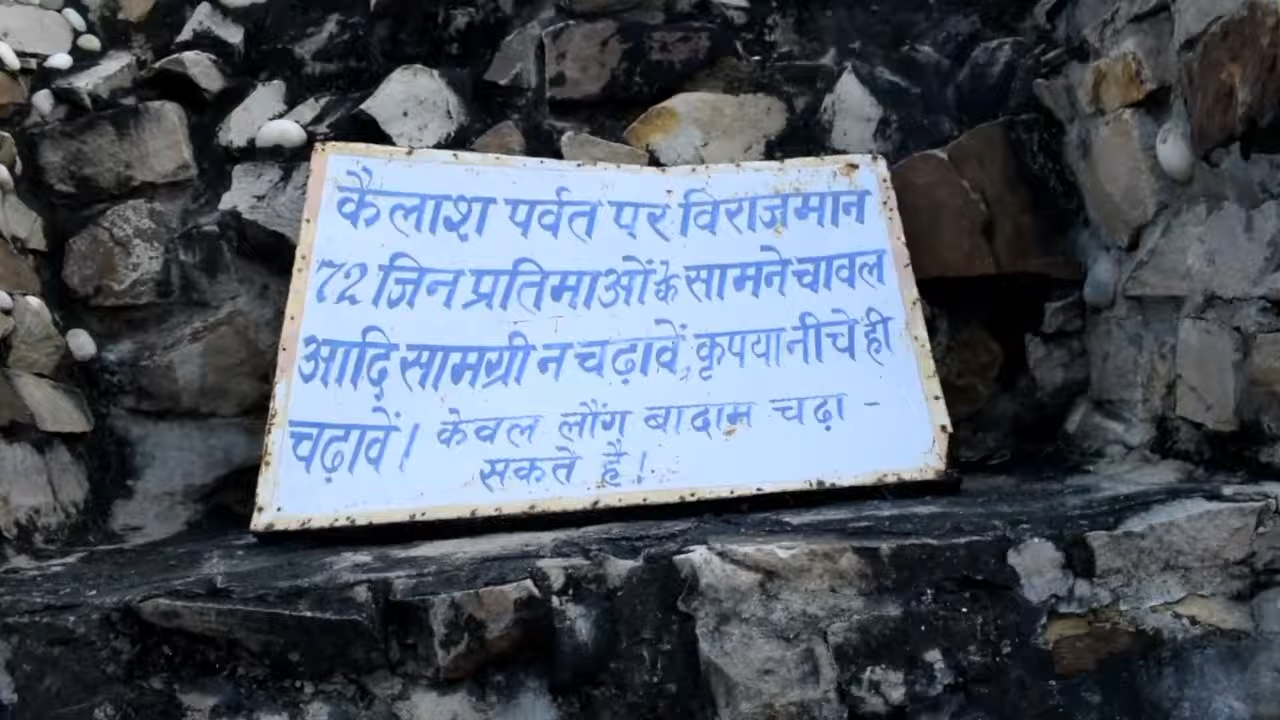 कैलाश पर्वत पर विराजमान
72 जिन प्रतिमाओं के सामने चावल
आदि सामग्री न चढ़ावें, कृपया नीचे ही
चढ़ावें। केवल लौंग बादाम चढ़ा -
सकते है।